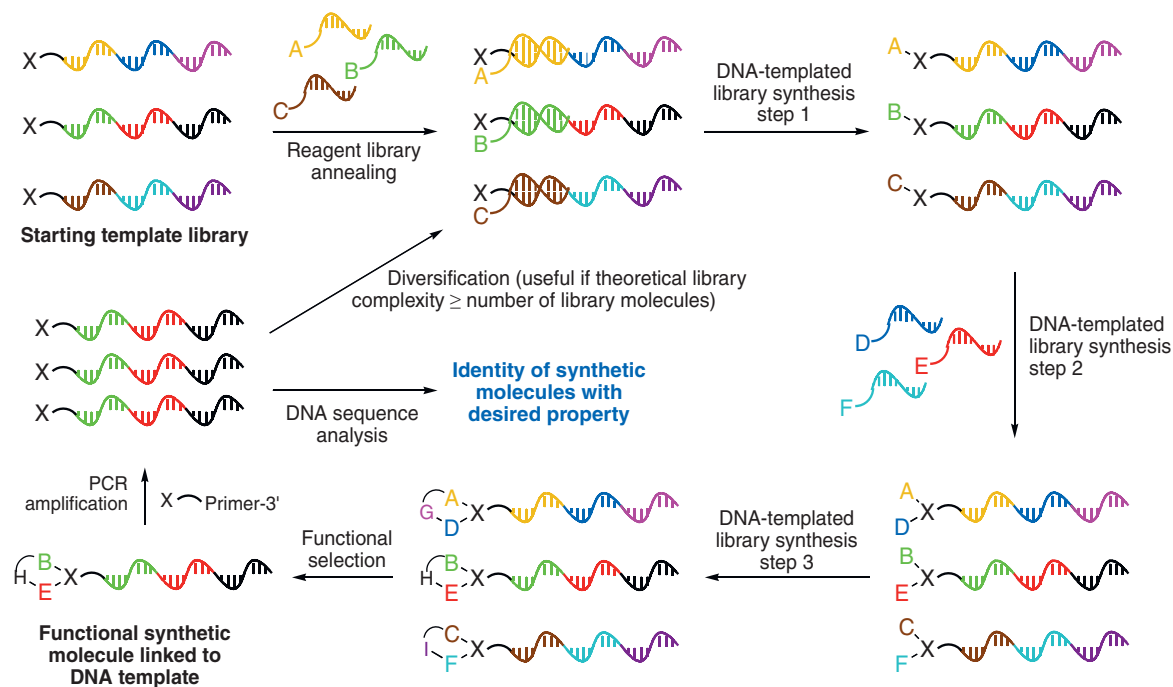 X
X
X
Starting template library
A
B
C
Reagent library
annealing
X
A
X
B
X
C
DNA-templated
library synthesis
step 1
A
X
B
X
C
X
Diversification (useful if theoretical library
complexity ≥ number of library molecules)
D
E
F
DNA-templated
library synthesis
step 2
X
X
X
DNA sequence
analysis
Identity of synthetic
molecules with
desired property
PCR
amplification
X
Primer-3'
A
X
D
B
X
E
C
X
F
DNA-templated
library synthesis
step 3
A
G
D
X
B
H
E
X
C
I
F
X
Functional
selection
B
H
E
X
Functional synthetic
molecule linked to
DNA template